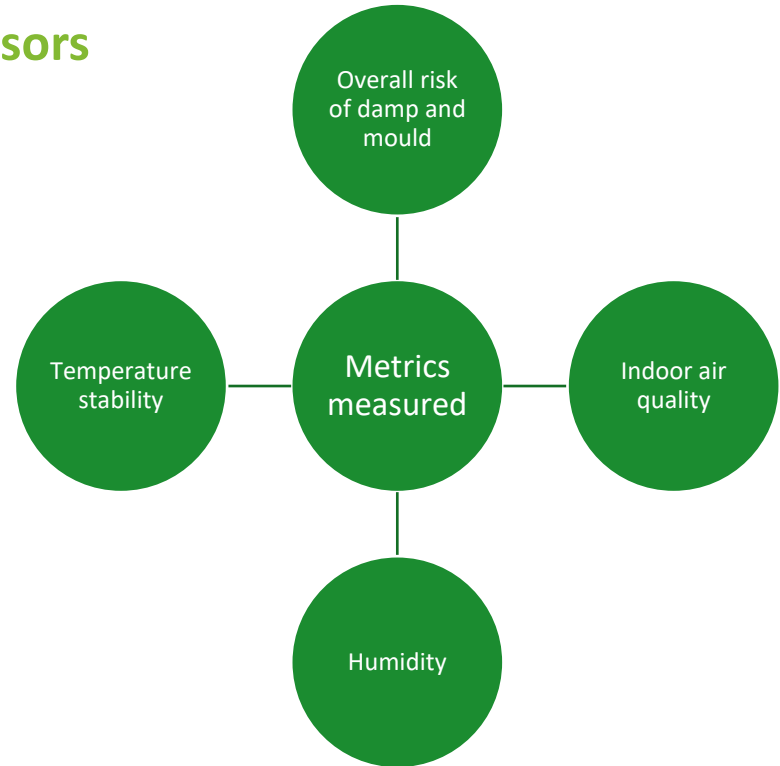 sors
Overall risk
of damp and
mould
Temperature
stability
Metrics
measured
Indoor air
quality
Humidity